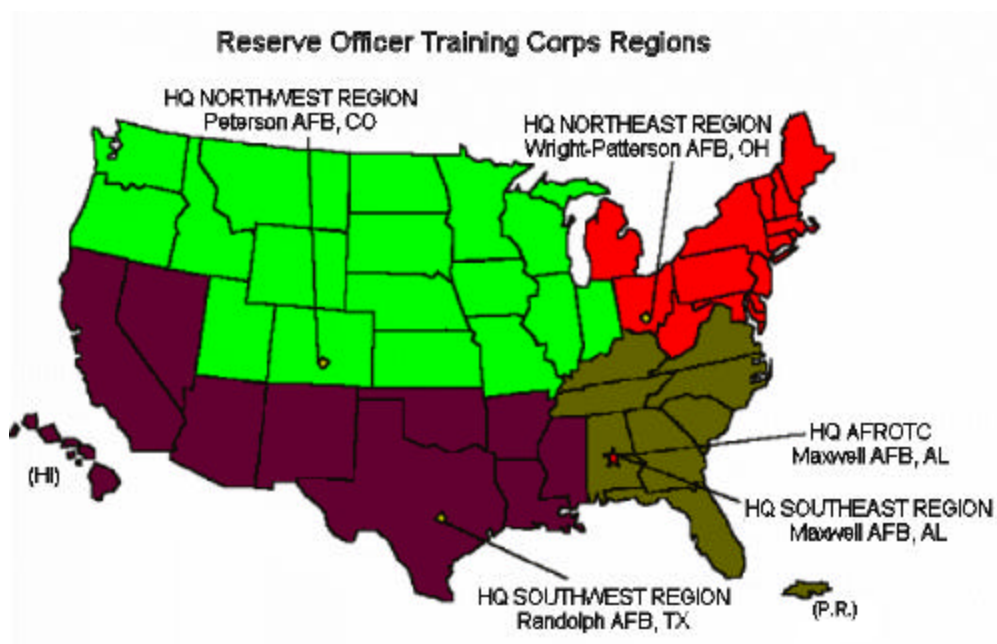 Reserve Officer Training Corps Regions
HQ NORTHWEST REGION
Peterson AFB, CO
HQ NORTHEAST REGION
Wright-Patterson AFB, OH
HQ AFROTC
Maxwell AFB, AL
(HI)
HQ SOUTHEAST REGION
Maxwell AFB, AL
HQ SOUTHWEST REGION
Randolph AFB, TX
(P.R.)